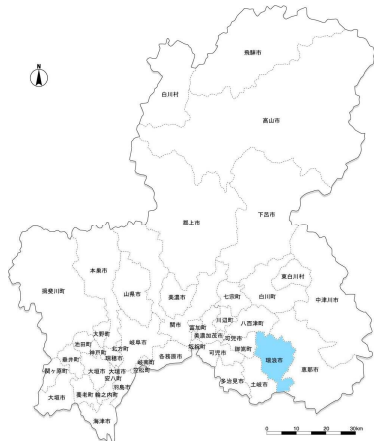 N
飛騨市
白川村
高山市
郡上市
下呂市
東白川村
本巣市
揖斐川町
山県市
美濃市
七宗町
白川町
中津川市
川辺町
関市
富加町
八百津町
大野町
美濃加茂市
池田町
岐阜市
坂祝町
可児市
御嵩町
瑞浪市
神戸町
北方町
各務原市
可児市
垂井町
瑞穂市
岐南町
恵那市
関ケ原町
大垣市
大垣市
笠松町
多治見市
土岐市
安八町
羽島市
大垣市
養老町
輪之内町
海津市
0 10 20 30km